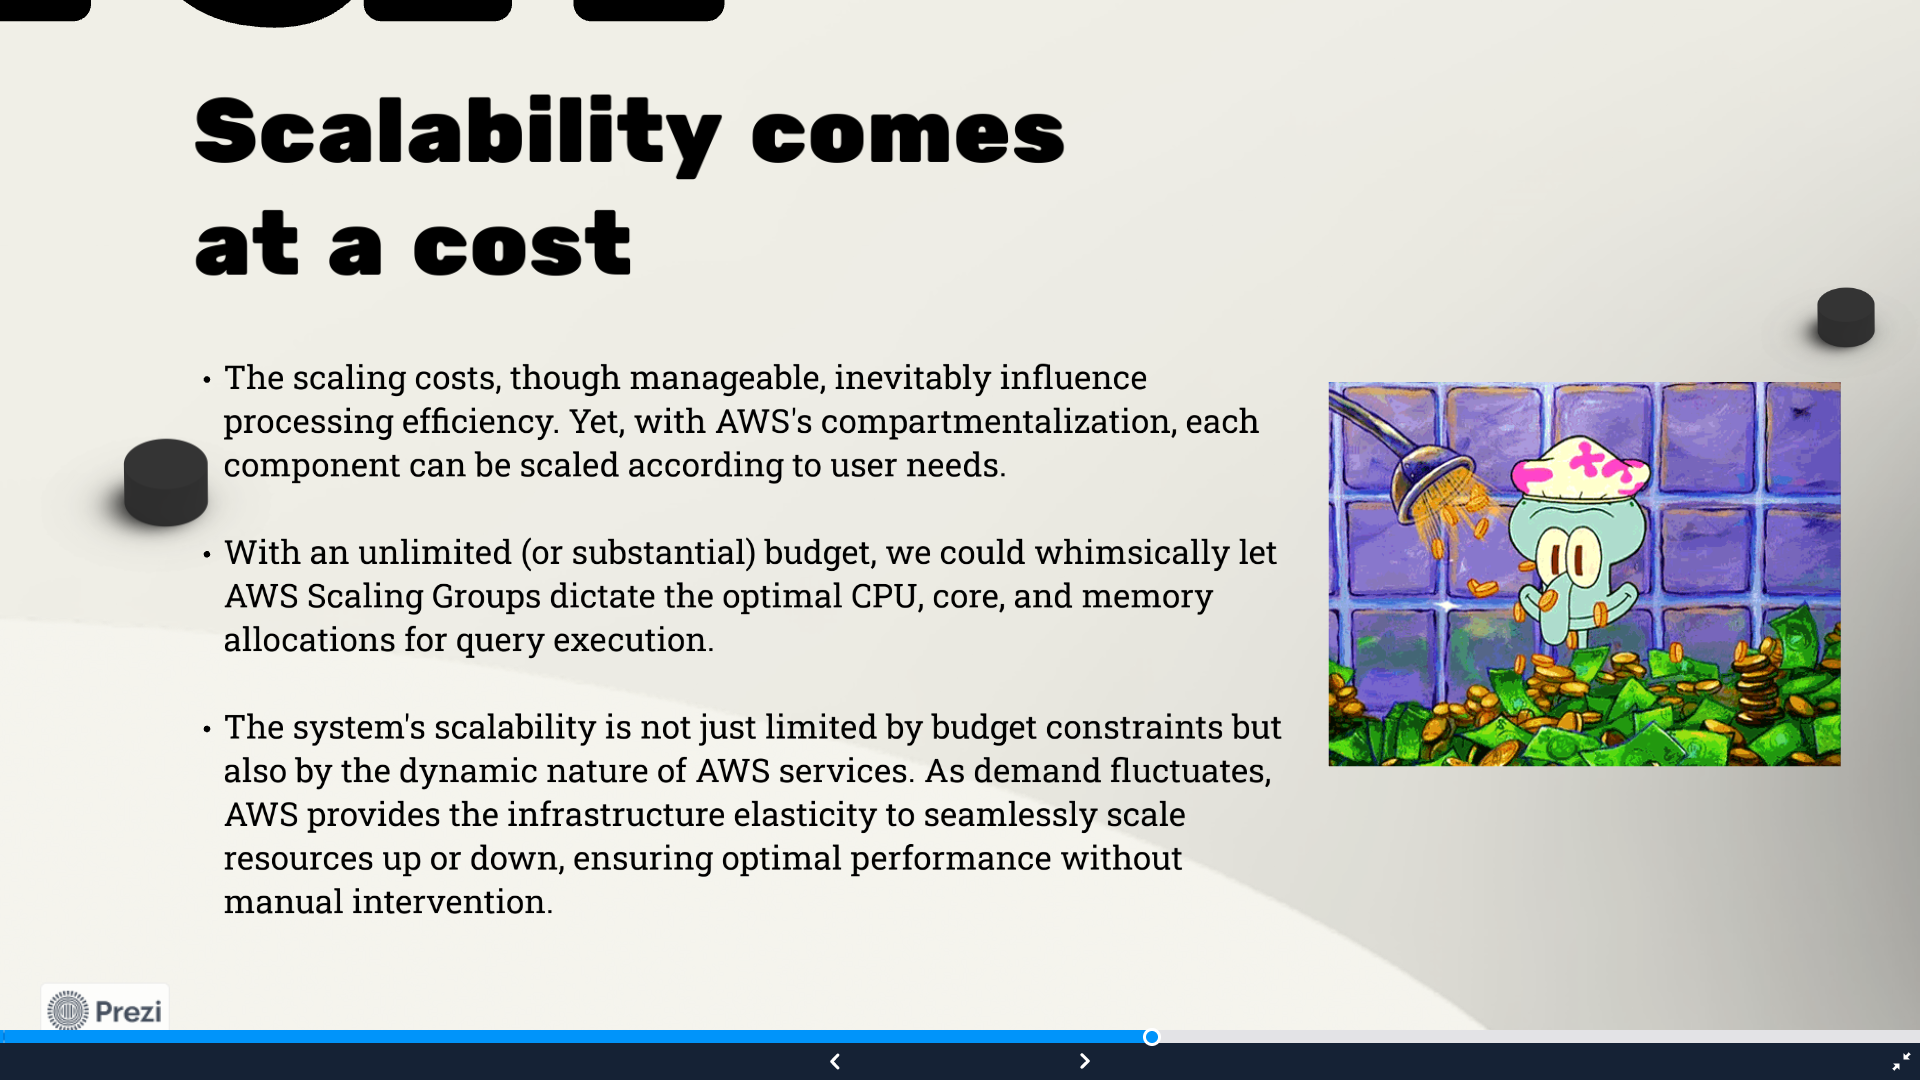 Scalability comes
at a cost
• The scaling costs, though manageable, inevitably influence
processing efficiency. Yet, with AWS's compartmentalization, each
component can be scaled according to user needs.
• With an unlimited (or substantial) budget, we could whimsically let
AWS Scaling Groups dictate the optimal CPU, core, and memory
allocations for query execution.
• The system's scalability is not just limited by budget constraints but
also by the dynamic nature of AWS services. As demand fluctuates,
AWS provides the infrastructure elasticity to seamlessly scale
resources up or down, ensuring optimal performance without
manual intervention.
Prezi